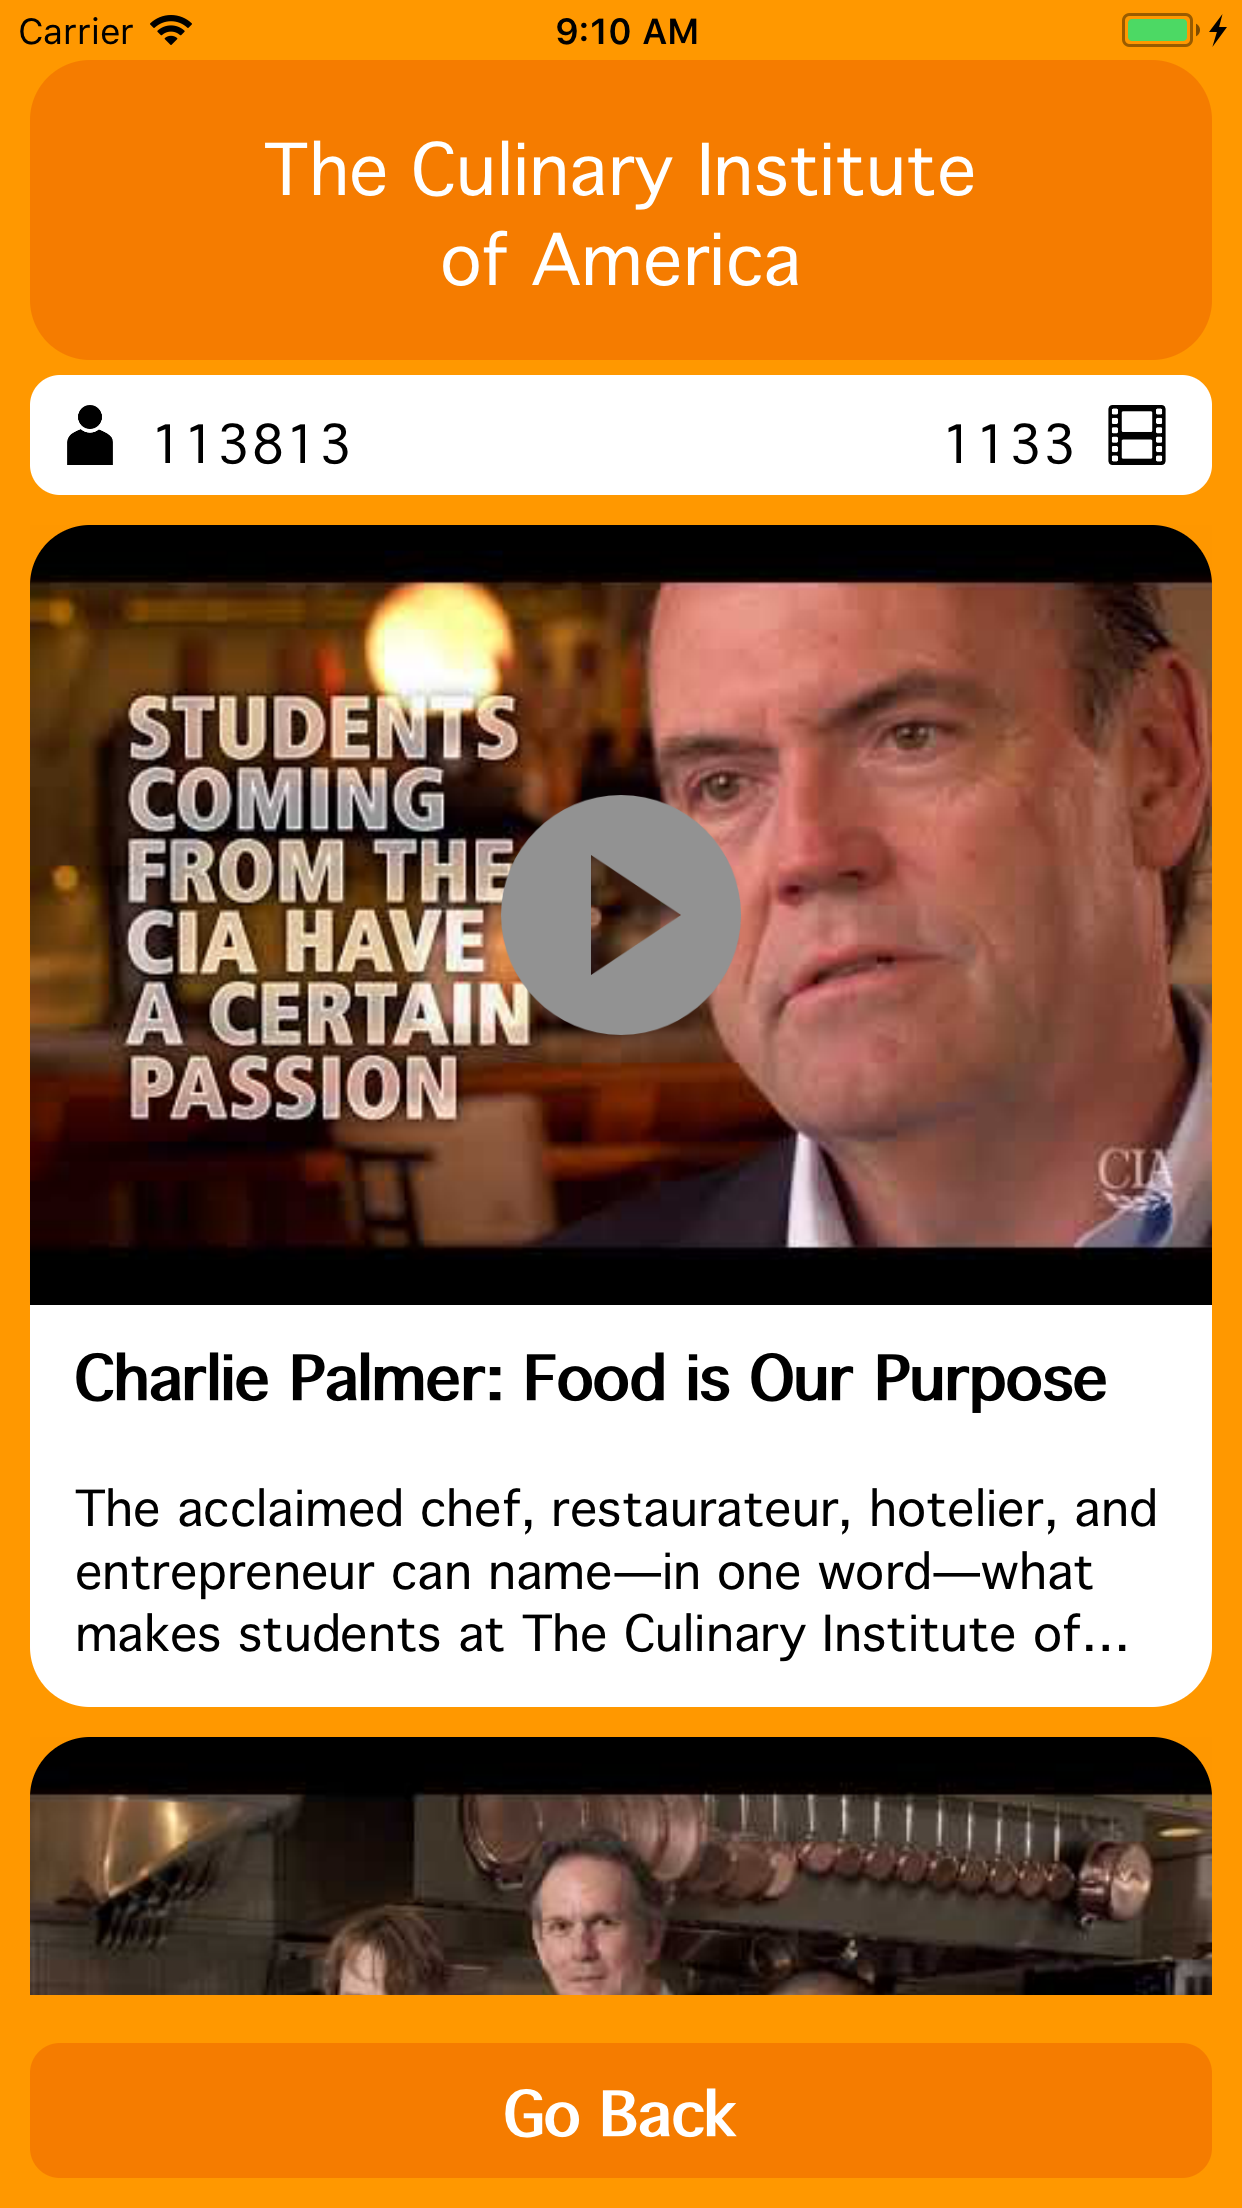 Carrier 9:10 AM
The Culinary Institute
of America
113813 1133
STUDENTS
COMING
FROM THE
CIA HAVE
A CERTAIN
PASSION
CIA
Charlie Palmer: Food is Our Purpose
The acclaimed chef, restaurateur, hotelier, and
entrepreneur can name—in one word—what
makes students at The Culinary Institute of...
Go Back